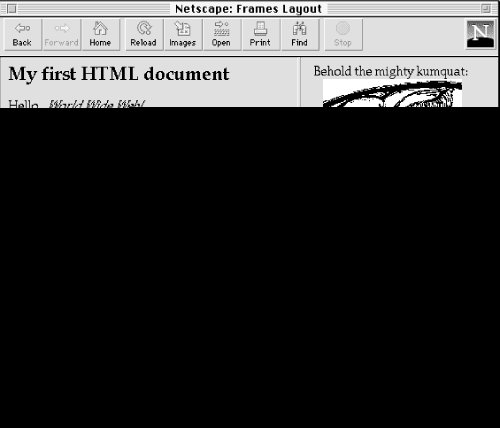 Netscape: Frames Layout
Back Forward Home Reload Images Open Print Find Stop
N
My first HTML document
Behold the mighty kumquat:
Hello, World Wide Web!